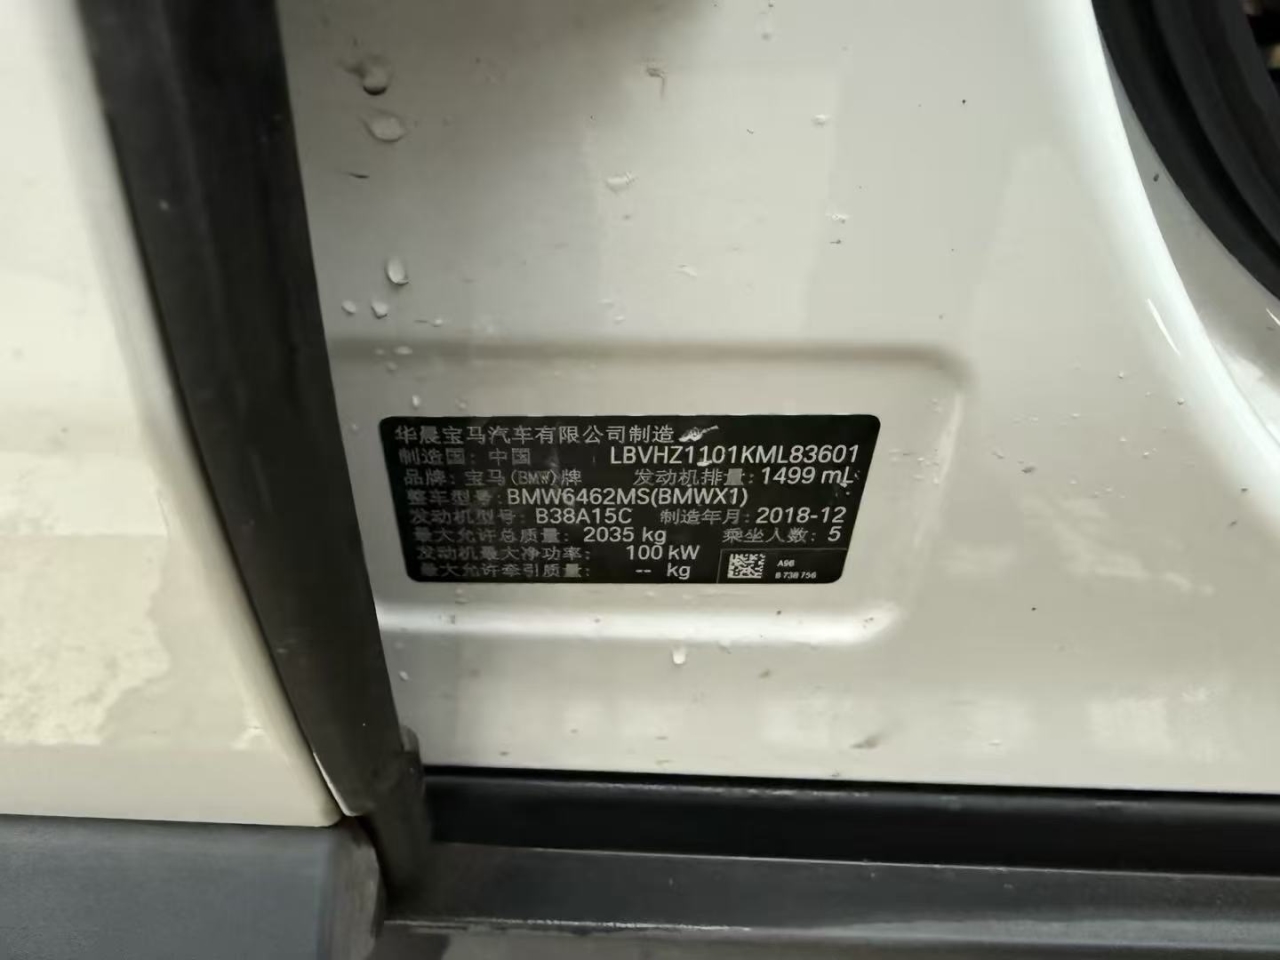 华晨宝马汽车有限公司制造
制造国: 中国 LBVHZ1101KML83601
品牌: 宝马(BMW)牌 发动机排量: 1499 mL
整车型号: BMW6462MS(BMWX1)
发动机型号: B38A15C 制造年月: 2018-12
最大允许总质量: 2035 kg 乘坐人数: 5
发动机最大净功率: 100 kW
最大允许牵引质量: -- kg
A96
8 738 756